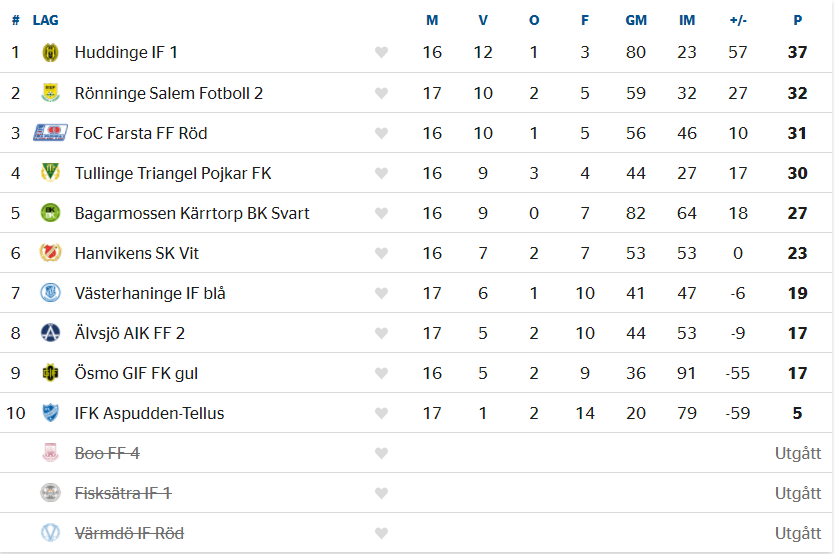 # LAG M V O F GM IM +/- P
1 Huddinge IF 1 16 12 1 3 80 23 57 37
2 Rönninge Salem Fotboll 2 17 10 2 5 59 32 27 32
3 FoC Farsta FF Röd 16 10 1 5 56 46 10 31
4 Tullinge Triangel Pojkar FK 16 9 3 4 44 27 17 30
5 Bagarmossen Kärrtorp BK Svart 16 9 0 7 82 64 18 27
6 Hanvikens SK Vit 16 7 2 7 53 53 0 23
7 Västerhaninge IF blå 17 6 1 10 41 47 -6 19
8 Älvsjö AIK FF 2 17 5 2 10 44 53 -9 17
9 Ösmo GIF FK gul 16 5 2 9 36 91 -55 17
10 IFK Aspudden-Tellus 17 1 2 14 20 79 -59 5
Boo FF 4 Utgått
Fisksätra IF 1 Utgått
Värmdö IF Röd Utgått